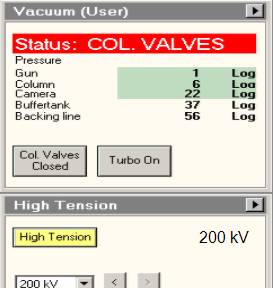 Vacuum (User)
Status: COL. VALVES
Pressure
Gun 1 Log
Column 6 Log
Camera 22 Log
Buffertank 37 Log
Backing line 56 Log
Col. Valves Closed Turbo On
High Tension
High Tension 200 kV
200 kV < >